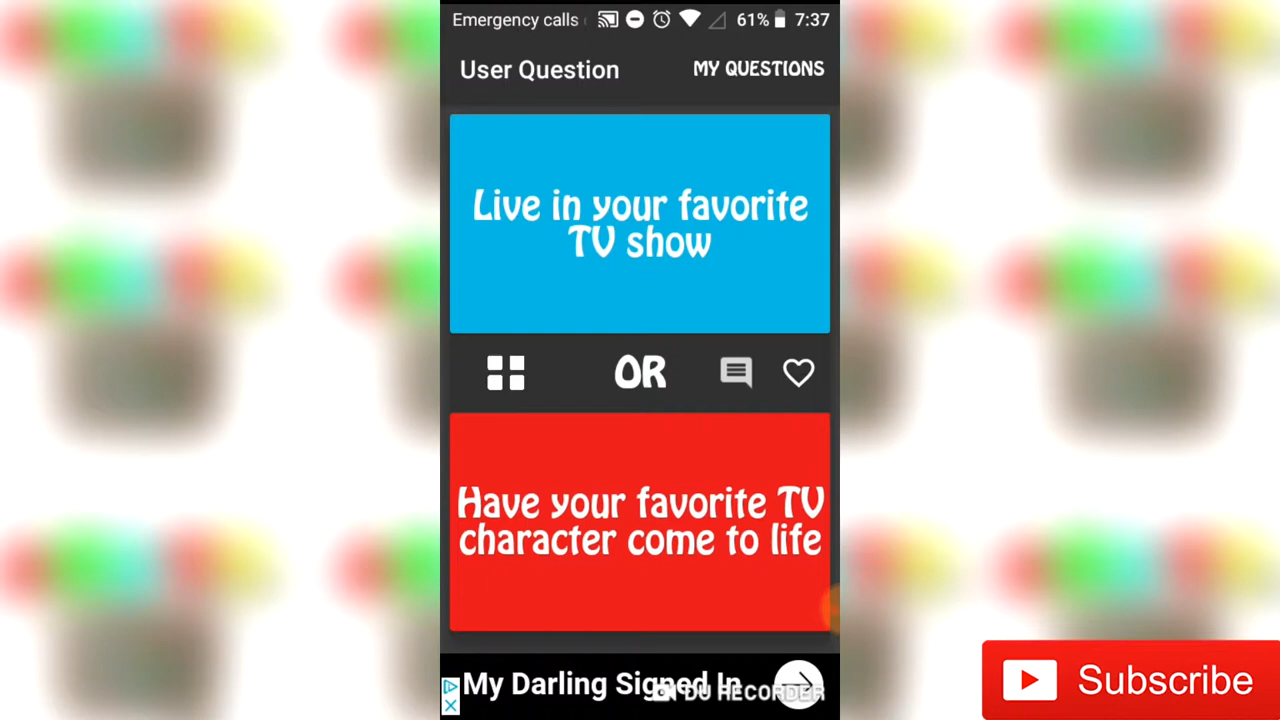 Emergency calls
61% 7:37
User Question
MY QUESTIONS
Live in your favorite
TV show
OR
Have your favorite TV
character come to life
My Darling Signed In
DU RECORDER
Subscribe